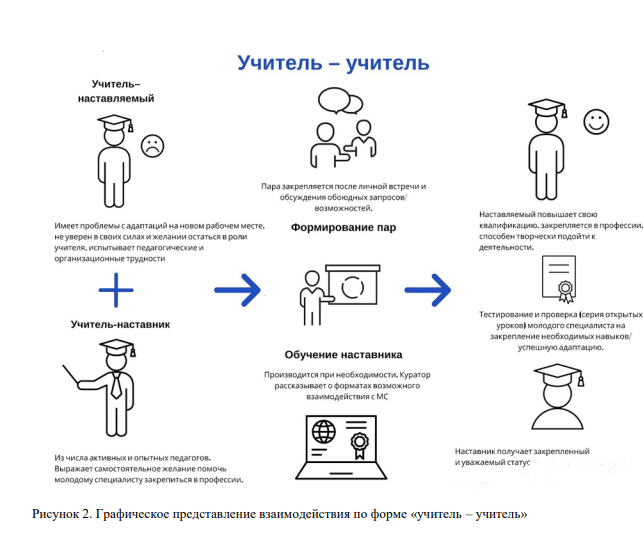 Учитель – учитель
Учитель–
наставляемый
Имеет проблемы с адаптаций на новом рабочем месте,
не уверен в своих силах и желании остаться в роли
учителя, испытывает педагогические и
организационные трудности
Учитель-наставник
Из числа активных и опытных педагогов.
Выражает самостоятельное желание помочь
молодому специалисту закрепиться в профессии.
Пара закрепляется после личной встречи и
обсуждения обоюдных запросов/
возможностей.
Формирование пар
Обучение наставника
Производится при необходимости. Куратор
рассказывает о форматах возможного
взаимодействия с МС
Наставляемый повышает свою
квалификацию, закрепляется в профессии,
способен творчески подойти к
деятельности.
Тестирование и проверка (серия открытых
уроков) молодого специалиста на
закрепление необходимых навыков/
успешную адаптацию.
Наставник получает закрепленный
и уважаемый статус
Рисунок 2. Графическое представление взаимодействия по форме «учитель – учитель»